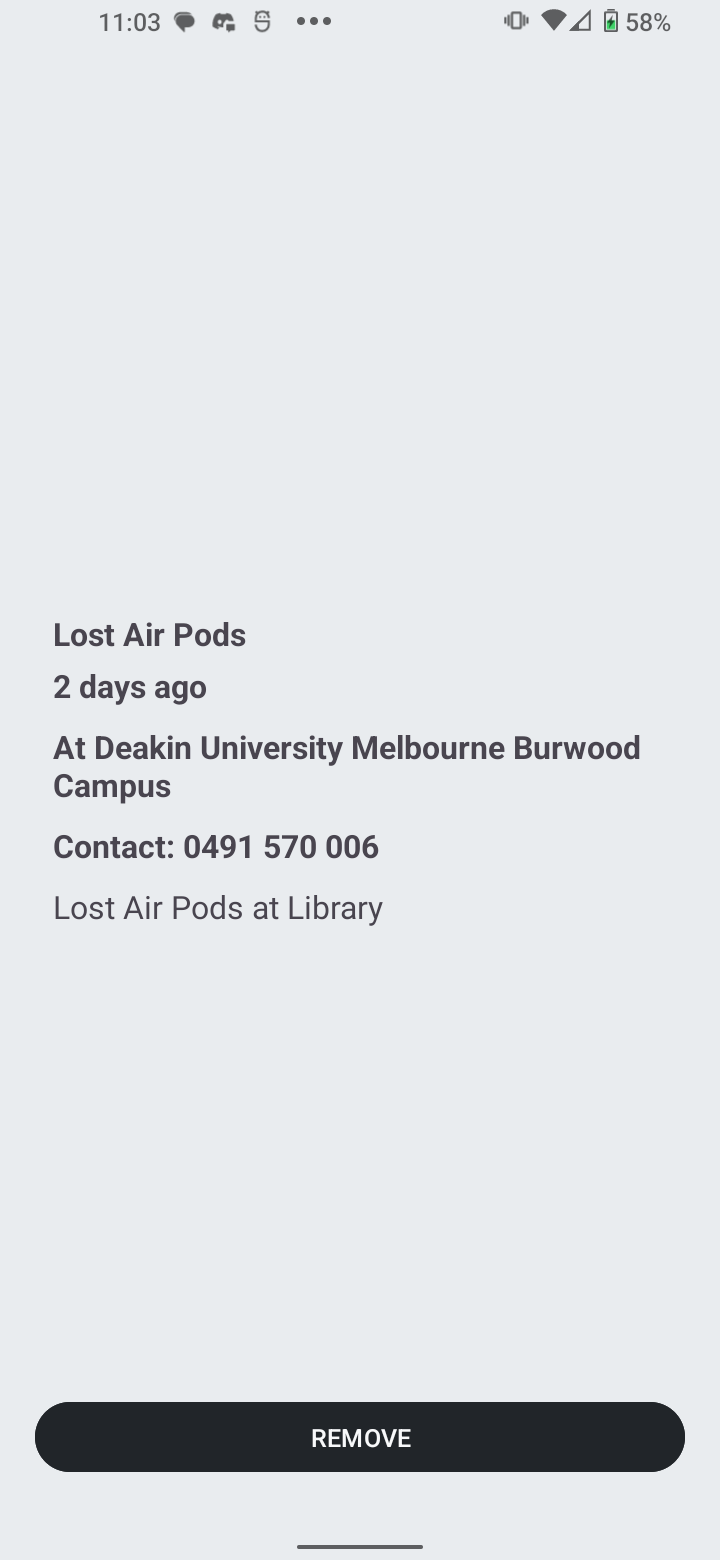 11:03
58%
Lost Air Pods
2 days ago
At Deakin University Melbourne Burwood
Campus
Contact: 0491 570 006
Lost Air Pods at Library
REMOVE